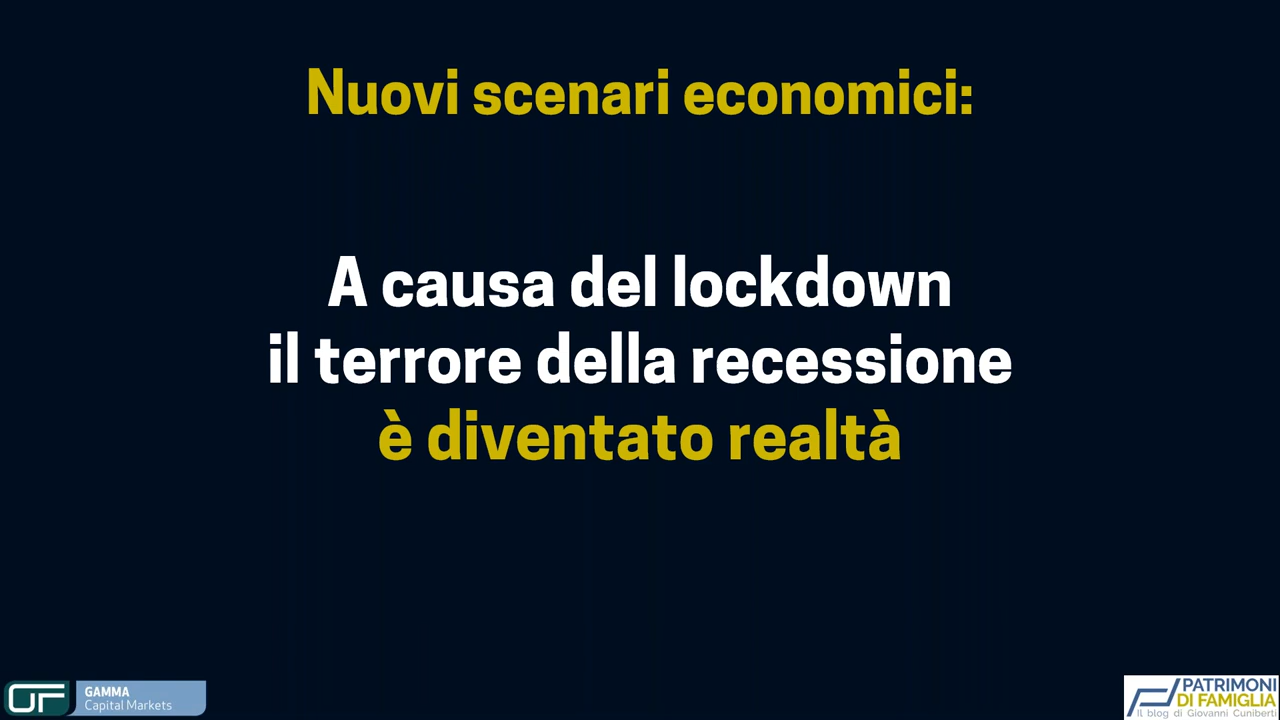 Nuovi scenari economici:
A causa del lockdown
il terrore della recessione
è diventato realtà
GF
GAMMA
Capital Markets
PATRIMONI
DI FAMIGLIA
Il blog di Giovanni Cuniberti